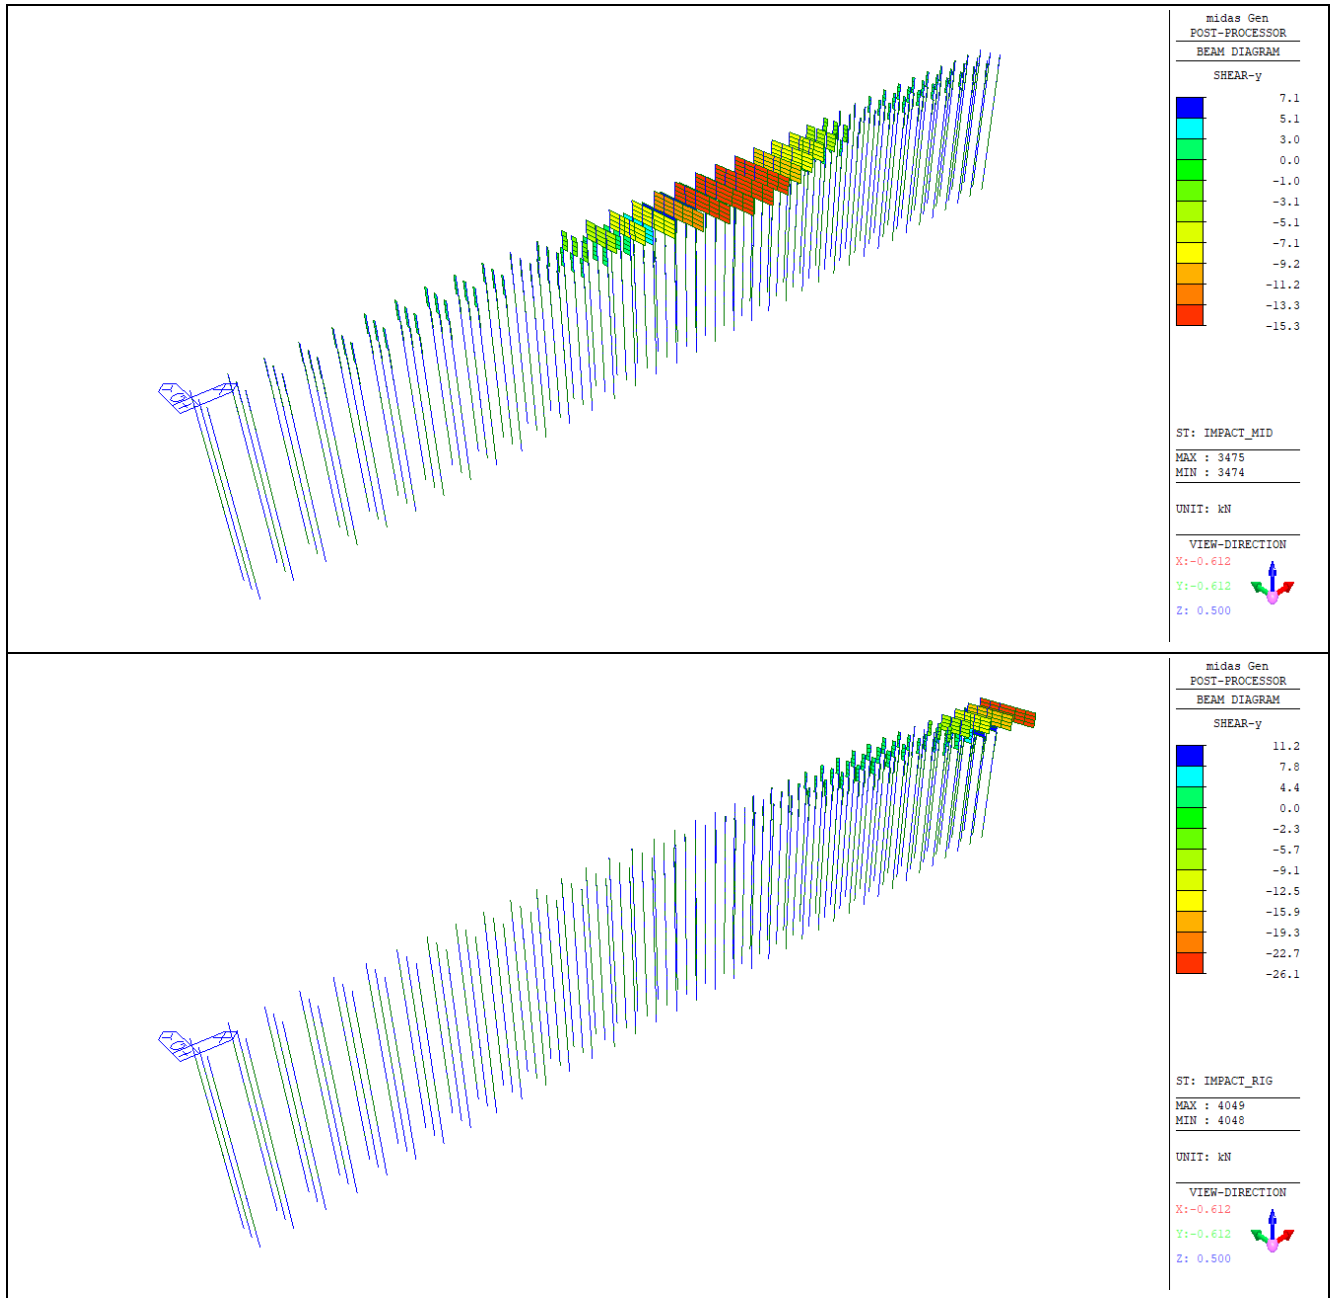 midas Gen
POST-PROCESSOR
BEAM DIAGRAM
SHEAR-y
7.1
5.1
3.0
0.0
-1.0
-3.1
-5.1
-7.1
-9.2
-11.2
-13.3
-15.3
ST: IMPACT_MID
MAX : 3475
MIN : 3474
UNIT: kN
VIEW-DIRECTION
X:-0.612
Y:-0.612
Z: 0.500
midas Gen
POST-PROCESSOR
BEAM DIAGRAM
SHEAR-y
11.2
7.8
4.4
0.0
-2.3
-5.7
-9.1
-12.5
-15.9
-19.3
-22.7
-26.1
ST: IMPACT_RIG
MAX : 4049
MIN : 4048
UNIT: kN
VIEW-DIRECTION
X:-0.612
Y:-0.612
Z: 0.500